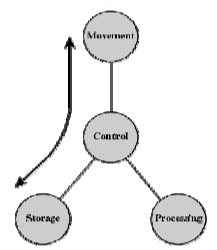 Movement
Control
Storage
Processing